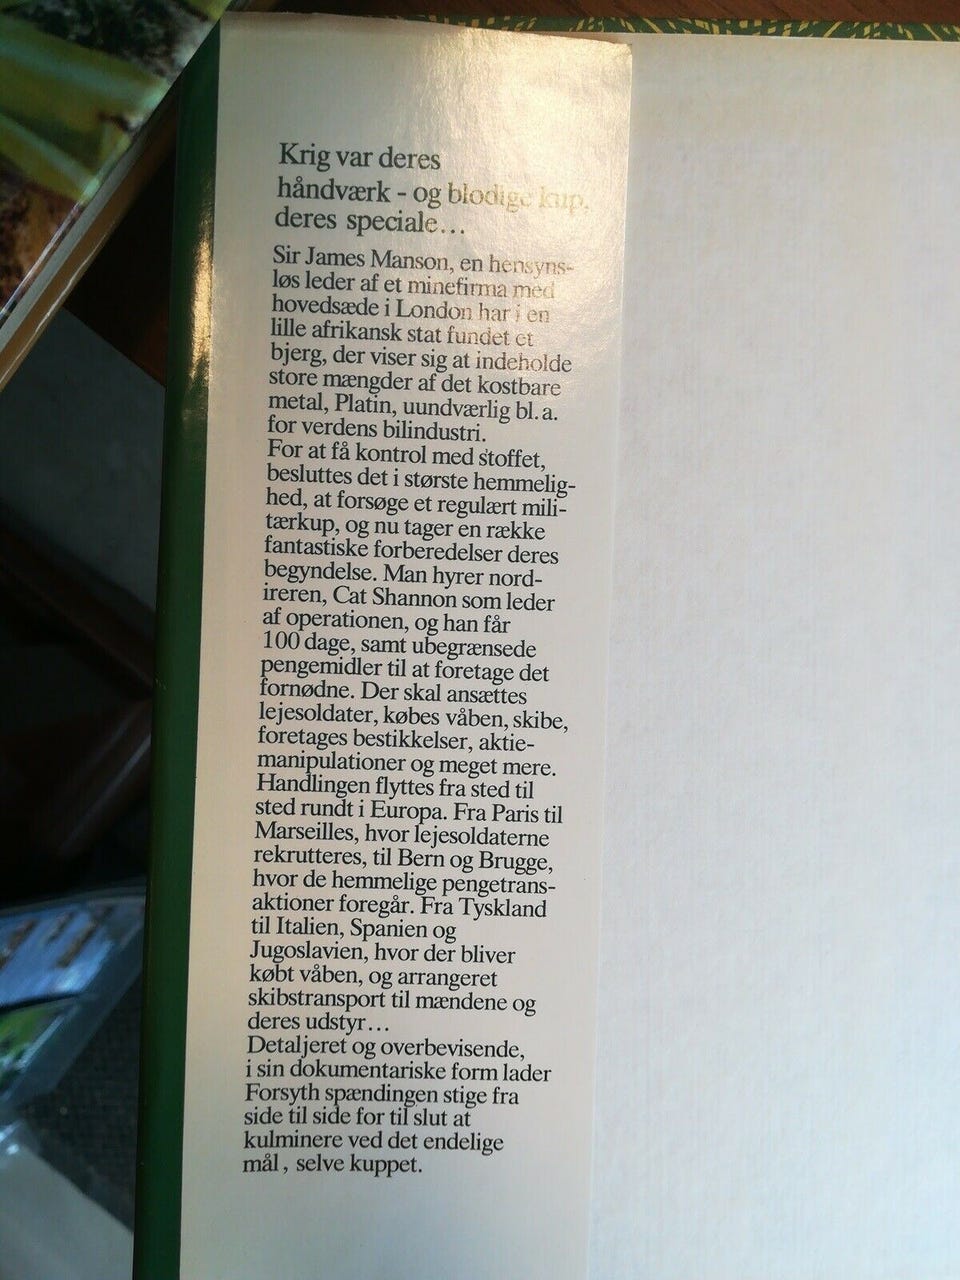 Krig var deres
håndværk - og blodige kup,
deres speciale...
Sir James Manson, en hensyns-
løs leder af et minefirma med
hovedsæde i London har i en
lille afrikansk stat fundet et
bjerg, der viser sig at indeholde
store mængder af det kostbare
metal, Platin, uundværlig bl.a.
for verdens bilindustri.
For at få kontrol med stoffet,
besluttes det i største hemmelig-
hed, at forsøge et regulært mili-
tærkup, og nu tager en række
fantastiske forberedelser deres
begyndelse. Man hyrer nord-
ireren, Cat Shannon som leder
af operationen, og han får
100 dage, samt ubegrænsede
pengemidler til at foretage det
fornødne. Der skal ansættes
lejesoldater, købes våben, skibe,
foretages bestikkelser, aktie-
manipulationer og meget mere.
Handlingen flyttes fra sted til
sted rundt i Europa. Fra Paris til
Marseilles, hvor lejesoldaterne
rekrutteres, til Bern og Brugge,
hvor de hemmelige pengetrans-
aktioner foregår. Fra Tyskland
til Italien, Spanien og
Jugoslavien, hvor der bliver
købt våben, og arrangeret
skibstransport til mændene og
deres udstyr...
Detaljeret og overbevisende,
i sin dokumentariske form lader
Forsyth spændingen stige fra
side til side for til slut at
kulminere ved det endelige
mål, selve kuppet.